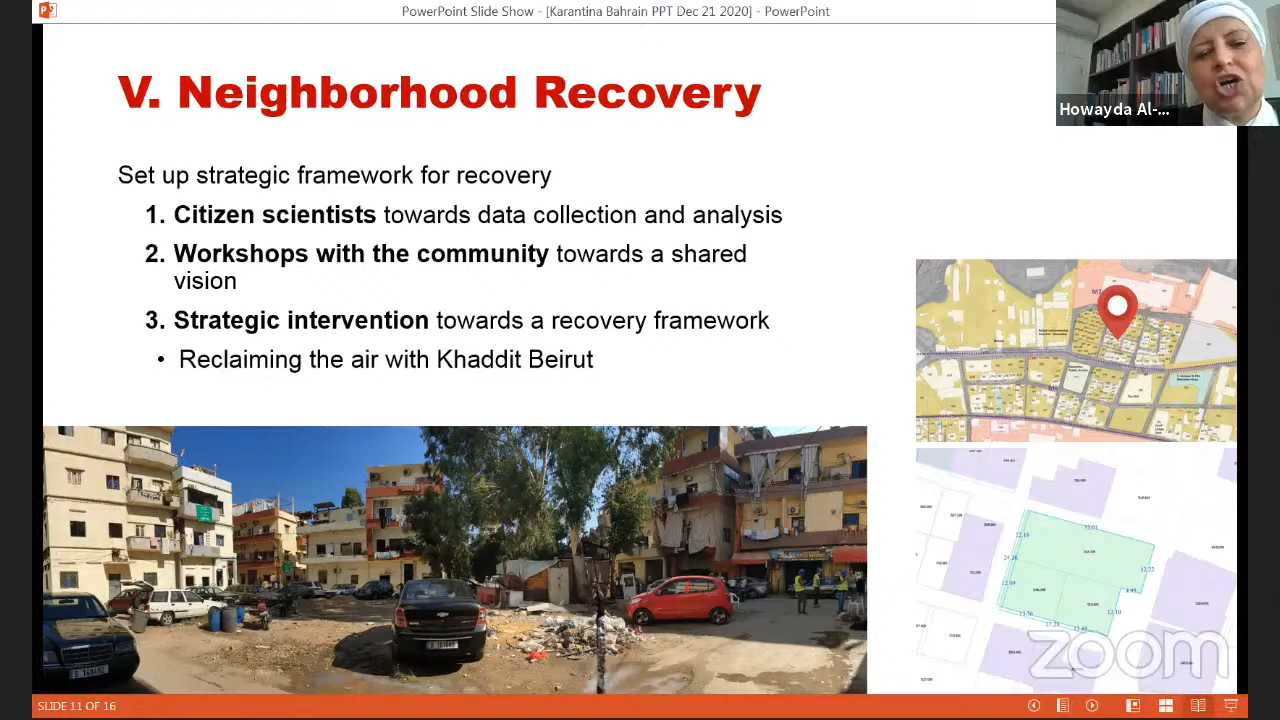 PowerPoint Slide Show - [Karantina Bahrain PPT Dec 21 2020] - PowerPoint
Howayda Al-...
V. Neighborhood Recovery
Set up strategic framework for recovery
1. Citizen scientists towards data collection and analysis
2. Workshops with the community towards a shared
vision
3. Strategic intervention towards a recovery framework
• Reclaiming the air with Khaddit Beirut
zoom
SLIDE 11 OF 16